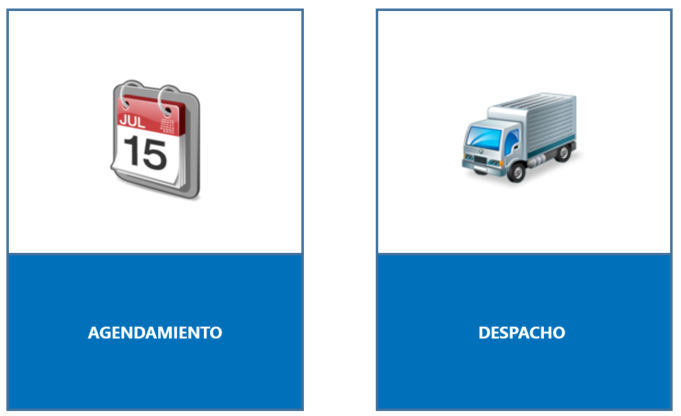 JUL
15
AGENDAMIENTO
DESPACHO